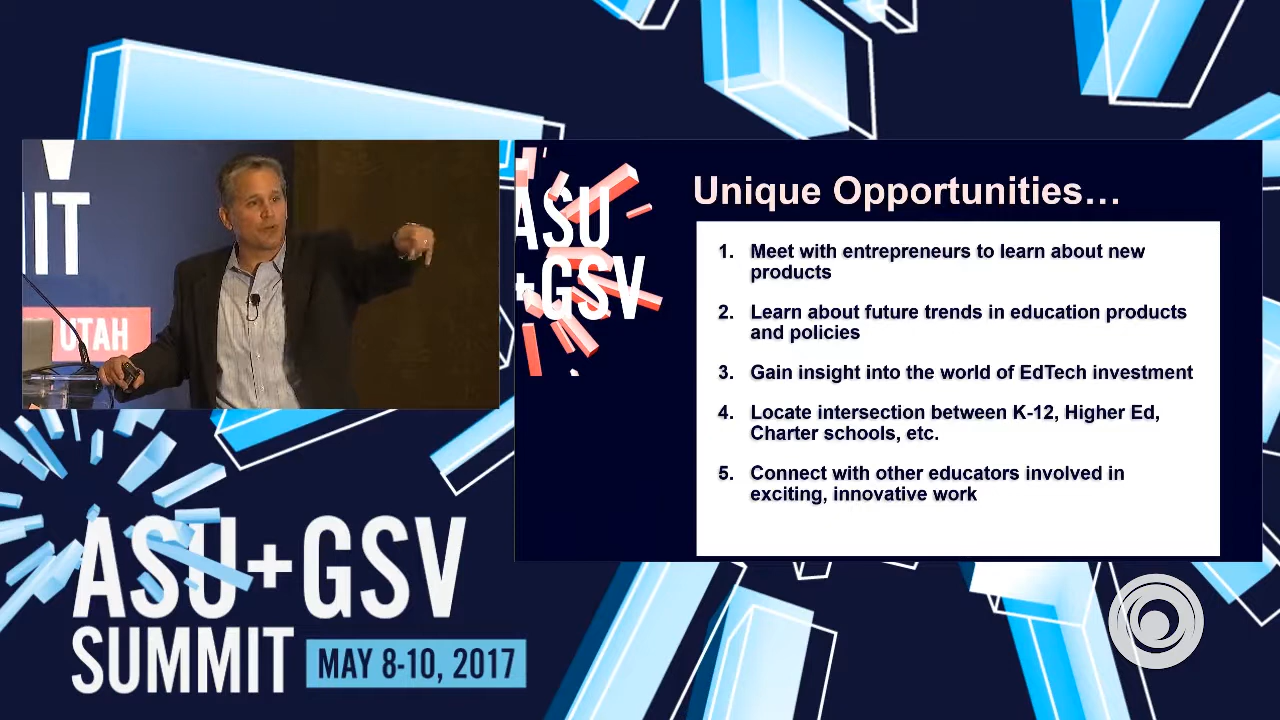 IT
UTAH
ASU
+GSV
Unique Opportunities…
1. Meet with entrepreneurs to learn about new
products
2. Learn about future trends in education products
and policies
3. Gain insight into the world of EdTech investment
4. Locate intersection between K-12, Higher Ed,
Charter schools, etc.
5. Connect with other educators involved in
exciting, innovative work
ASU+GSV
SUMMIT
MAY 8-10, 2017